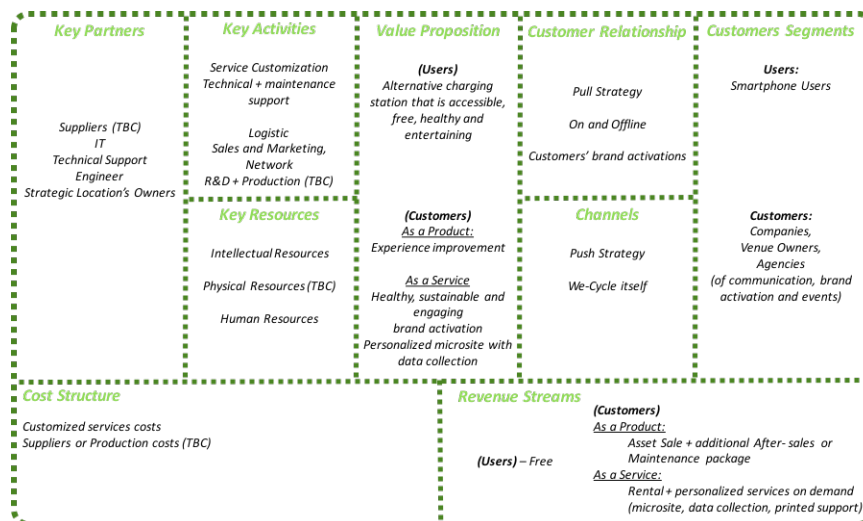 Key Partners
Suppliers (TBC)
IT
Technical Support
Engineer
Strategic Location's Owners
Key Activities
Service Customization
Technical + maintenance
support
Logistic
Sales and Marketing,
Network
R&D + Production (TBC)
Key Resources
Intellectual Resources
Physical Resources (TBC)
Human Resources
Value Proposition
(Users)
Alternative charging
station that is accessible,
free, healthy and
entertaining
(Customers)
As a Product:
Experience improvement
As a Service
Healthy, sustainable and
engaging
brand activation
Personalized microsite with
data collection
Customer Relationship
Pull Strategy
On and Offline
Customers' brand activations
Channels
Push Strategy
We-Cycle itself
Customers Segments
Users:
Smartphone Users
Customers:
Companies,
Venue Owners,
Agencies
(of communication, brand
activation and events)
Cost Structure
Customized services costs
Suppliers or Production costs (TBC)
Revenue Streams
(Users) – Free
(Customers)
As a Product:
Asset Sale + additional After- sales or
Maintenance package
As a Service:
Rental + personalized services on demand
(microsite, data collection, printed support)